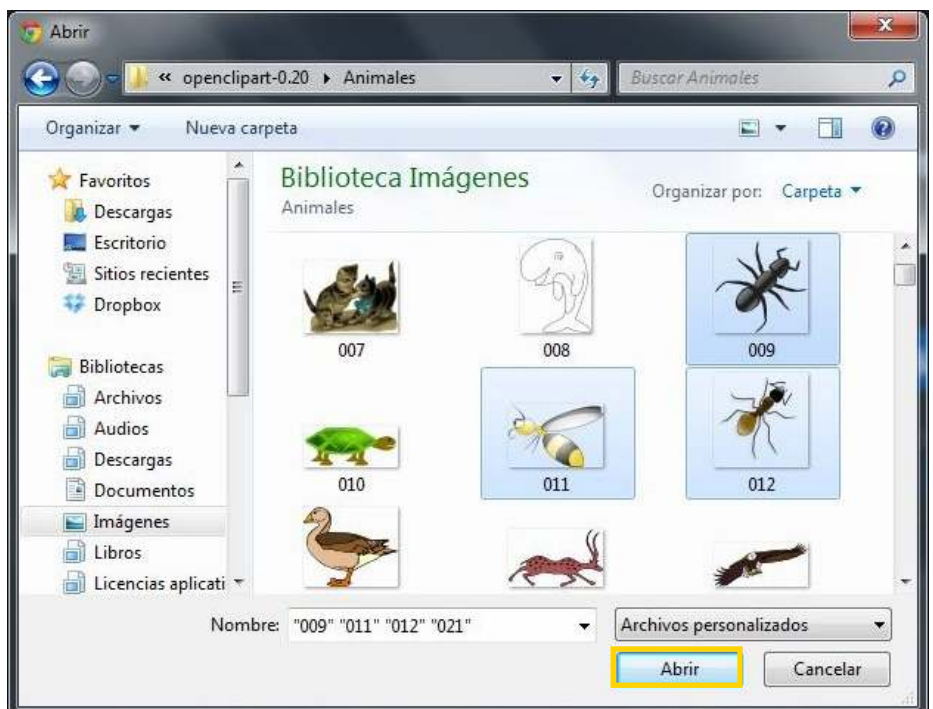 Abrir
« openclipart-0.20 Animales
Buscar Animales
Organizar Nueva carpeta
Favoritos
Descargas
Escritorio
Sitios recientes
Dropbox
Bibliotecas
Archivos
Audios
Descargas
Documentos
Imágenes
Libros
Licencias aplicati
Biblioteca Imágenes
Animales
Organizar por: Carpeta
007 008 009
010 011 012
Nombre: "009" "011" "012" "021"
Archivos personalizados
Abrir Cancelar